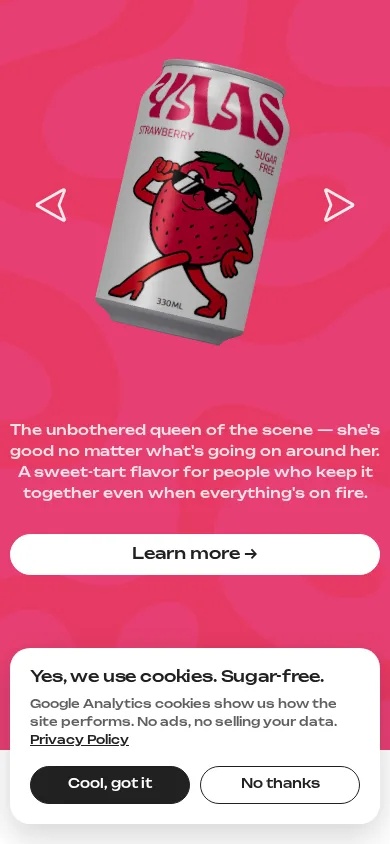 YAAS
STRAWBERRY
SUGAR
FREE
330ML
The unbothered queen of the scene — she's
good no matter what's going on around her.
A sweet-tart flavor for people who keep it
together even when everything's on fire.
Learn more →
Yes, we use cookies. Sugar-free.
Google Analytics cookies show us how the
site performs. No ads, no selling your data.
Privacy Policy
Cool, got it
No thanks